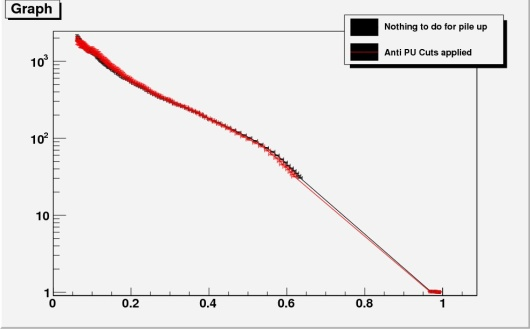 Graph
Nothing to do for pile up
Anti PU Cuts applied
10³
10²
10
1
0 0.2 0.4 0.6 0.8 1